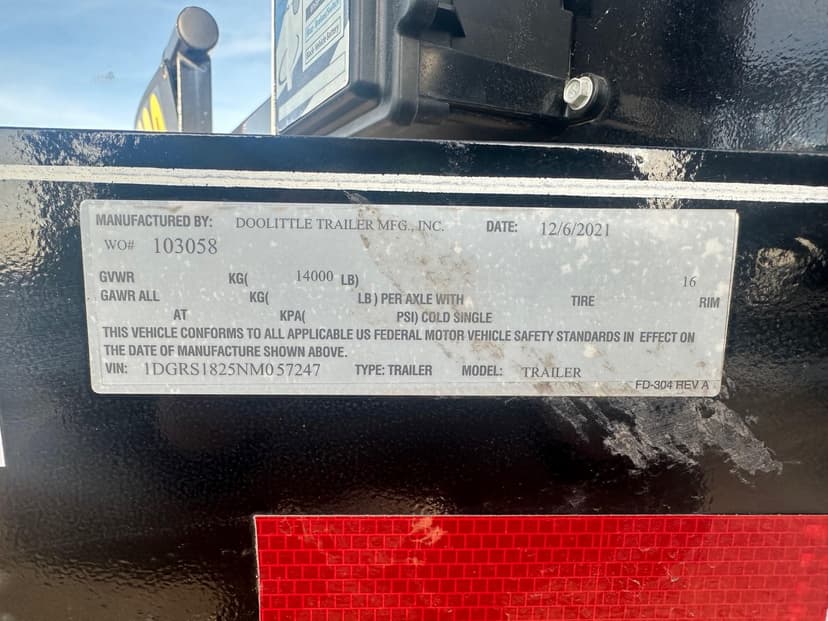 MANUFACTURED BY: DOOLITTLE TRAILER MFG., INC. DATE: 12/6/2021
WO# 103058
GVWR KG( 14000 LB) 16
GAWR ALL KG( LB) PER AXLE WITH TIRE RIM
AT KPA( PSI) COLD SINGLE
THIS VEHICLE CONFORMS TO ALL APPLICABLE US FEDERAL MOTOR VEHICLE SAFETY STANDARDS IN EFFECT ON
THE DATE OF MANUFACTURE SHOWN ABOVE.
VIN: 1DGRS1825NM057247 TYPE: TRAILER MODEL: TRAILER
FD-304 REV A